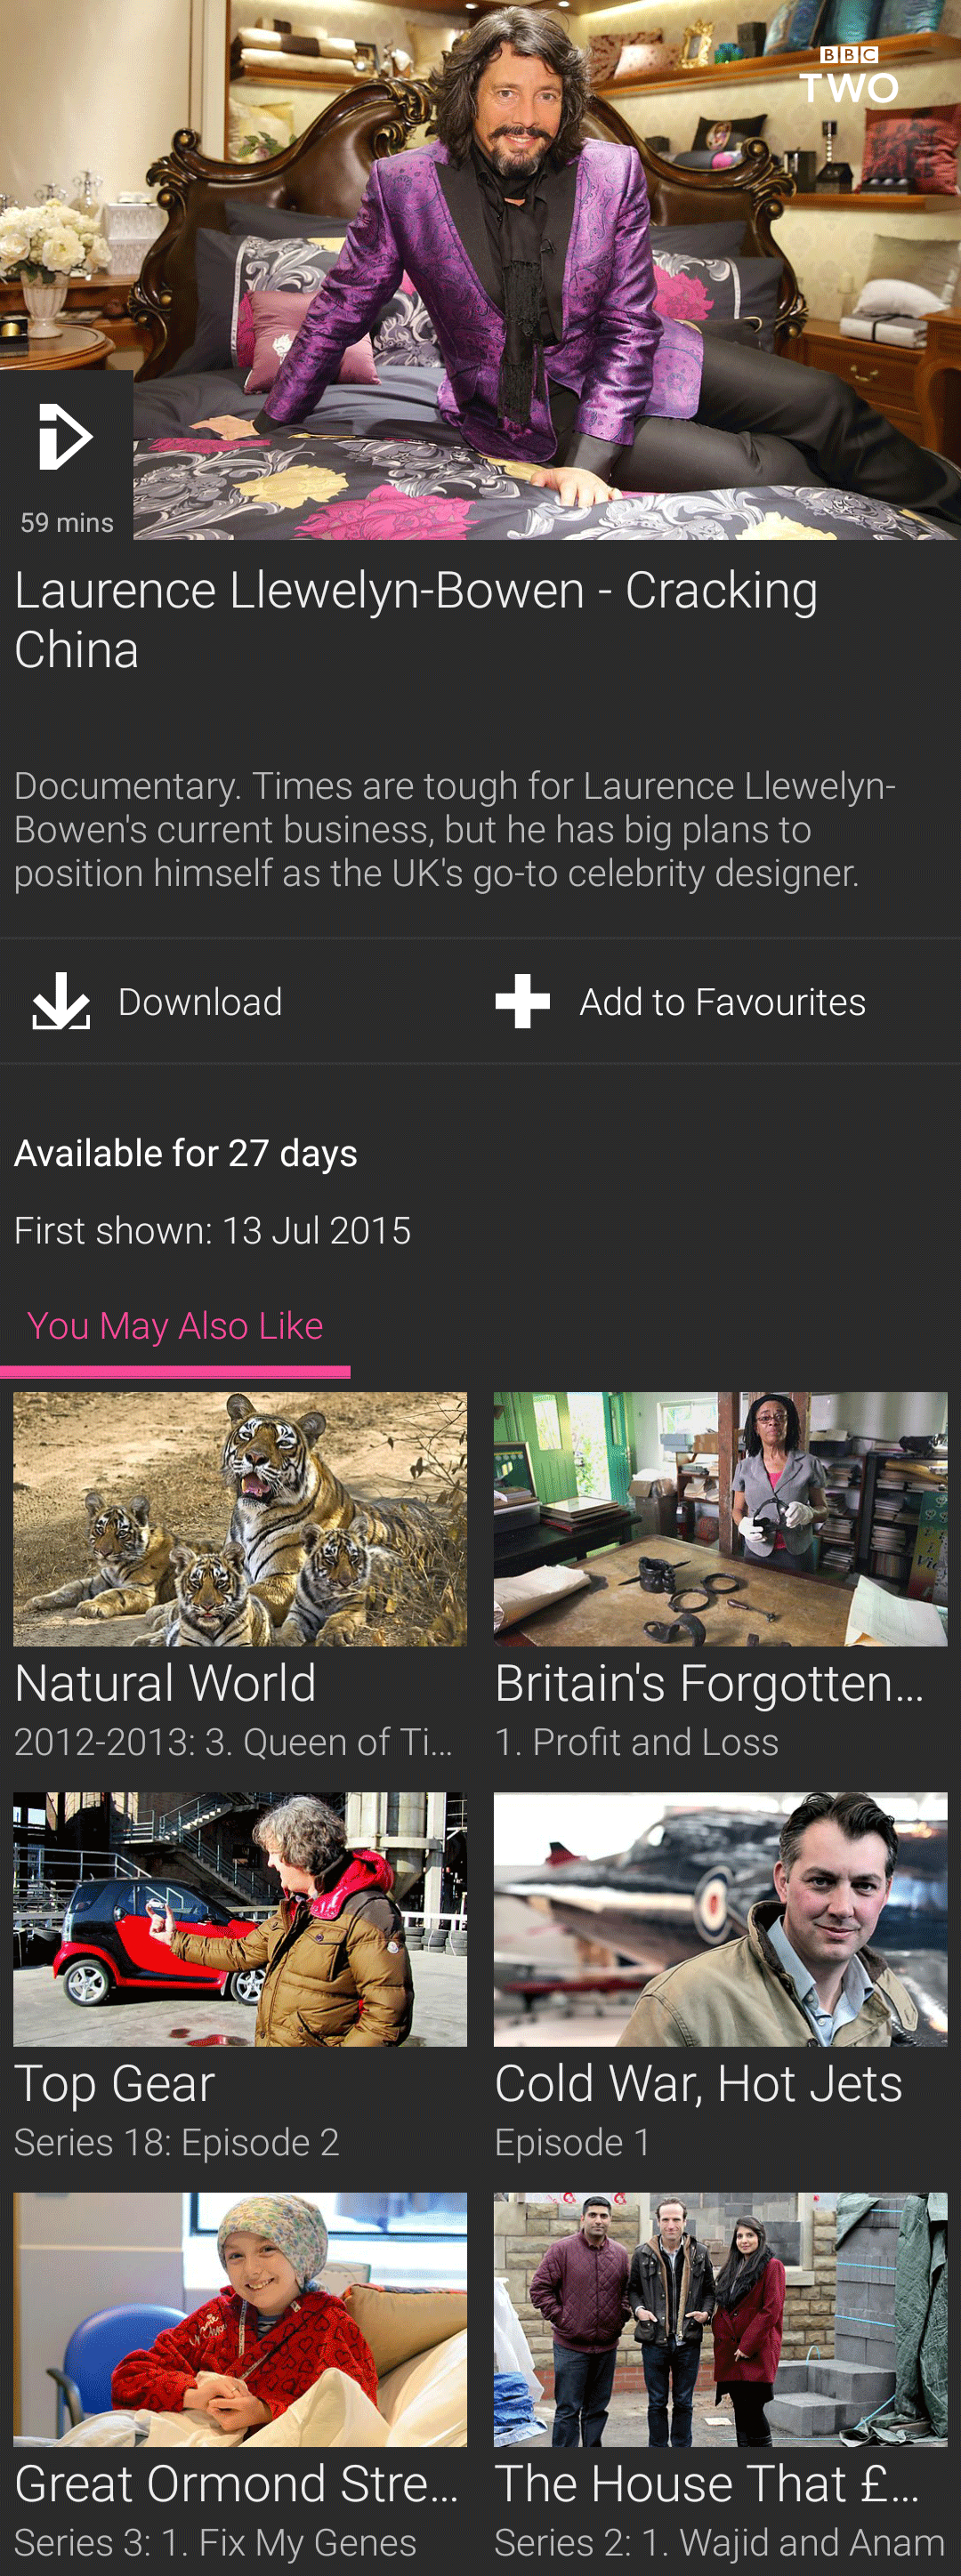 BBC
TWO
59 mins
Laurence Llewelyn-Bowen - Cracking
China
Documentary. Times are tough for Laurence Llewelyn-
Bowen's current business, but he has big plans to
position himself as the UK's go-to celebrity designer.
Download
Add to Favourites
Available for 27 days
First shown: 13 Jul 2015
You May Also Like
Natural World
2012-2013: 3. Queen of Ti...
Britain's Forgotten...
1. Profit and Loss
Top Gear
Series 18: Episode 2
Cold War, Hot Jets
Episode 1
Great Ormond Stre...
Series 3: 1. Fix My Genes
The House That £...
Series 2: 1. Wajid and Anam